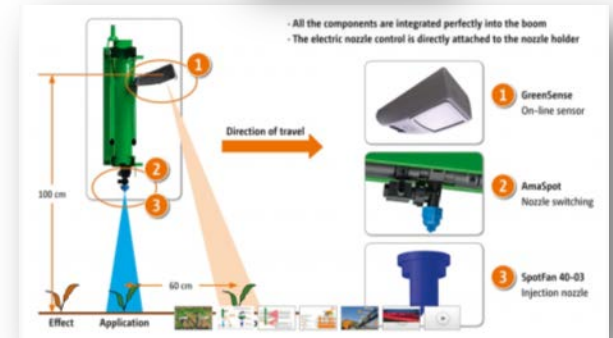 - All the components are integrated perfectly into the boom
- The electric nozzle control is directly attached to the nozzle holder
1
1
GreenSense
On-line sensor
Direction of travel
2
3
2
AmaSpot
Nozzle switching
100 cm
60 cm
3
SpotFan 40-03
Injection nozzle
Effect
Application